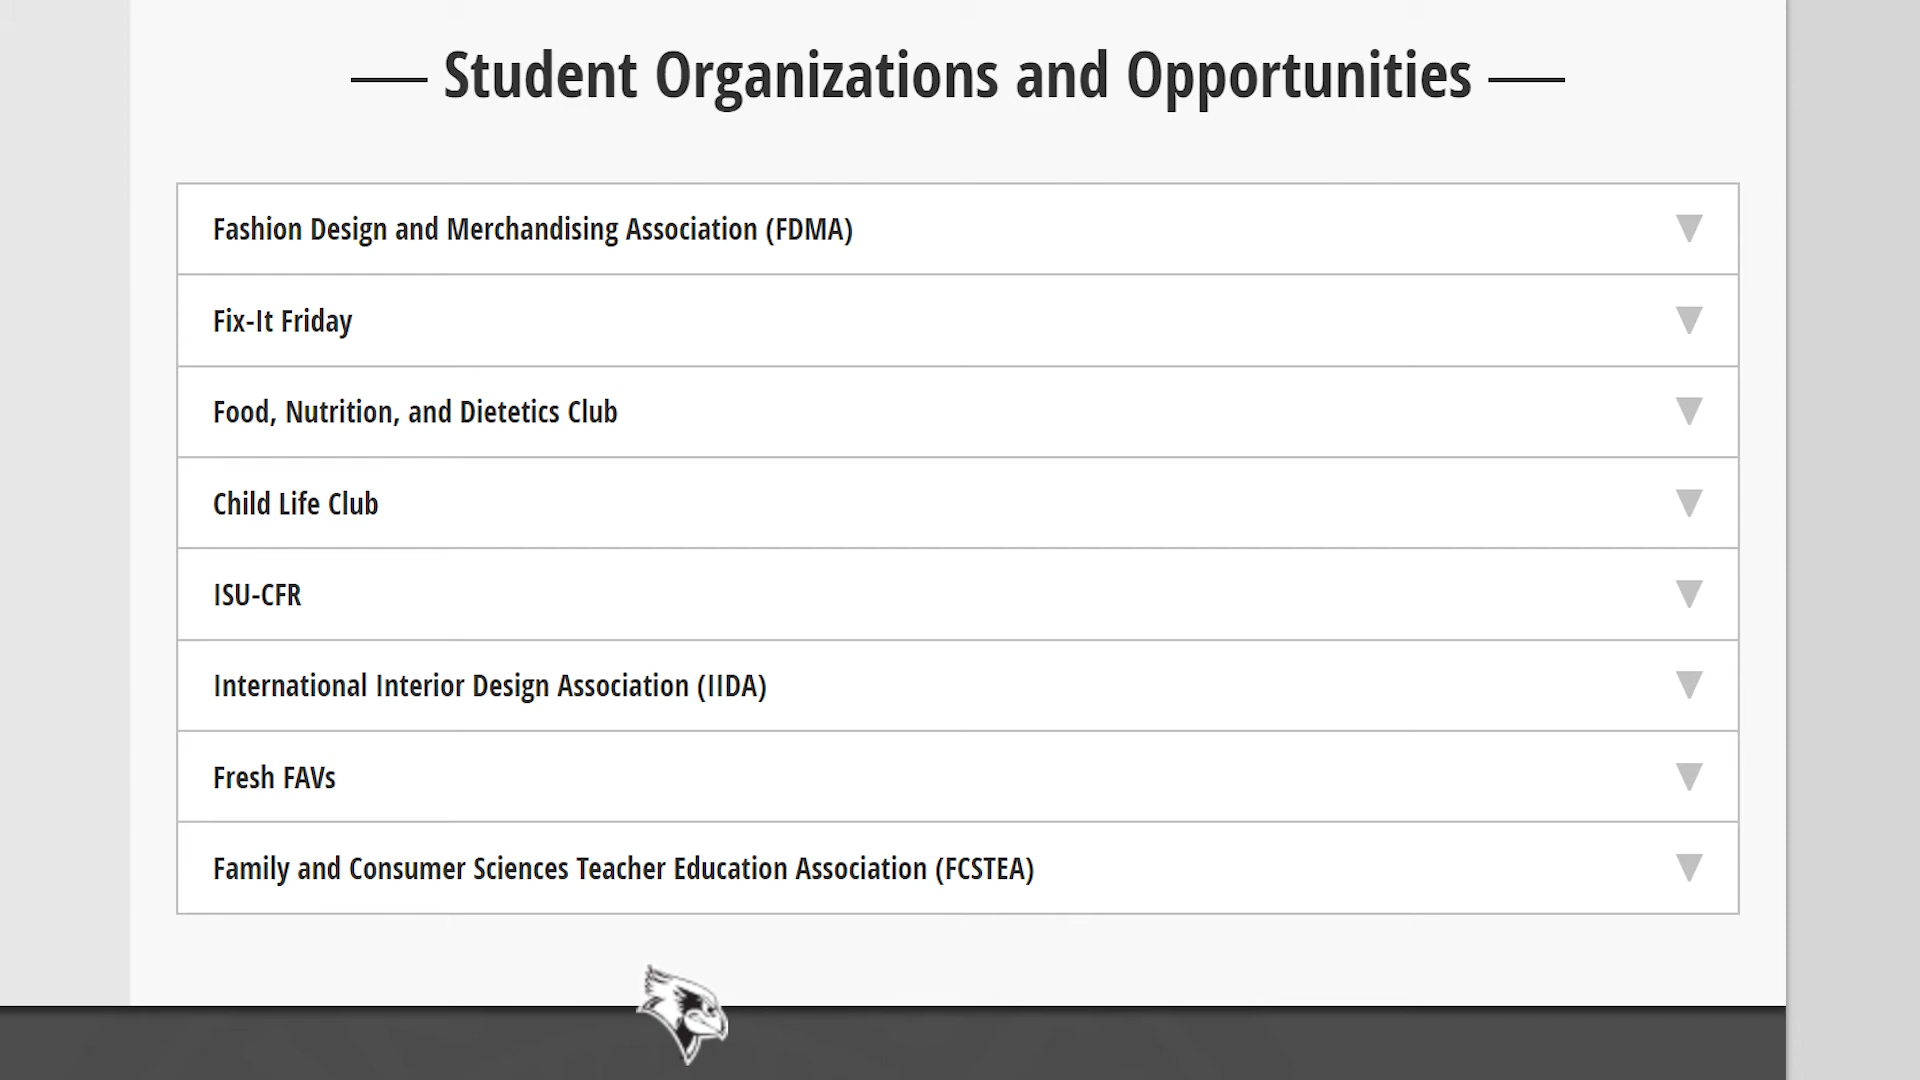 Student Organizations and Opportunities
Fashion Design and Merchandising Association (FDMA)
Fix-It Friday
Food, Nutrition, and Dietetics Club
Child Life Club
ISU-CFR
International Interior Design Association (IIDA)
Fresh FAVs
Family and Consumer Sciences Teacher Education Association (FCSTEA)